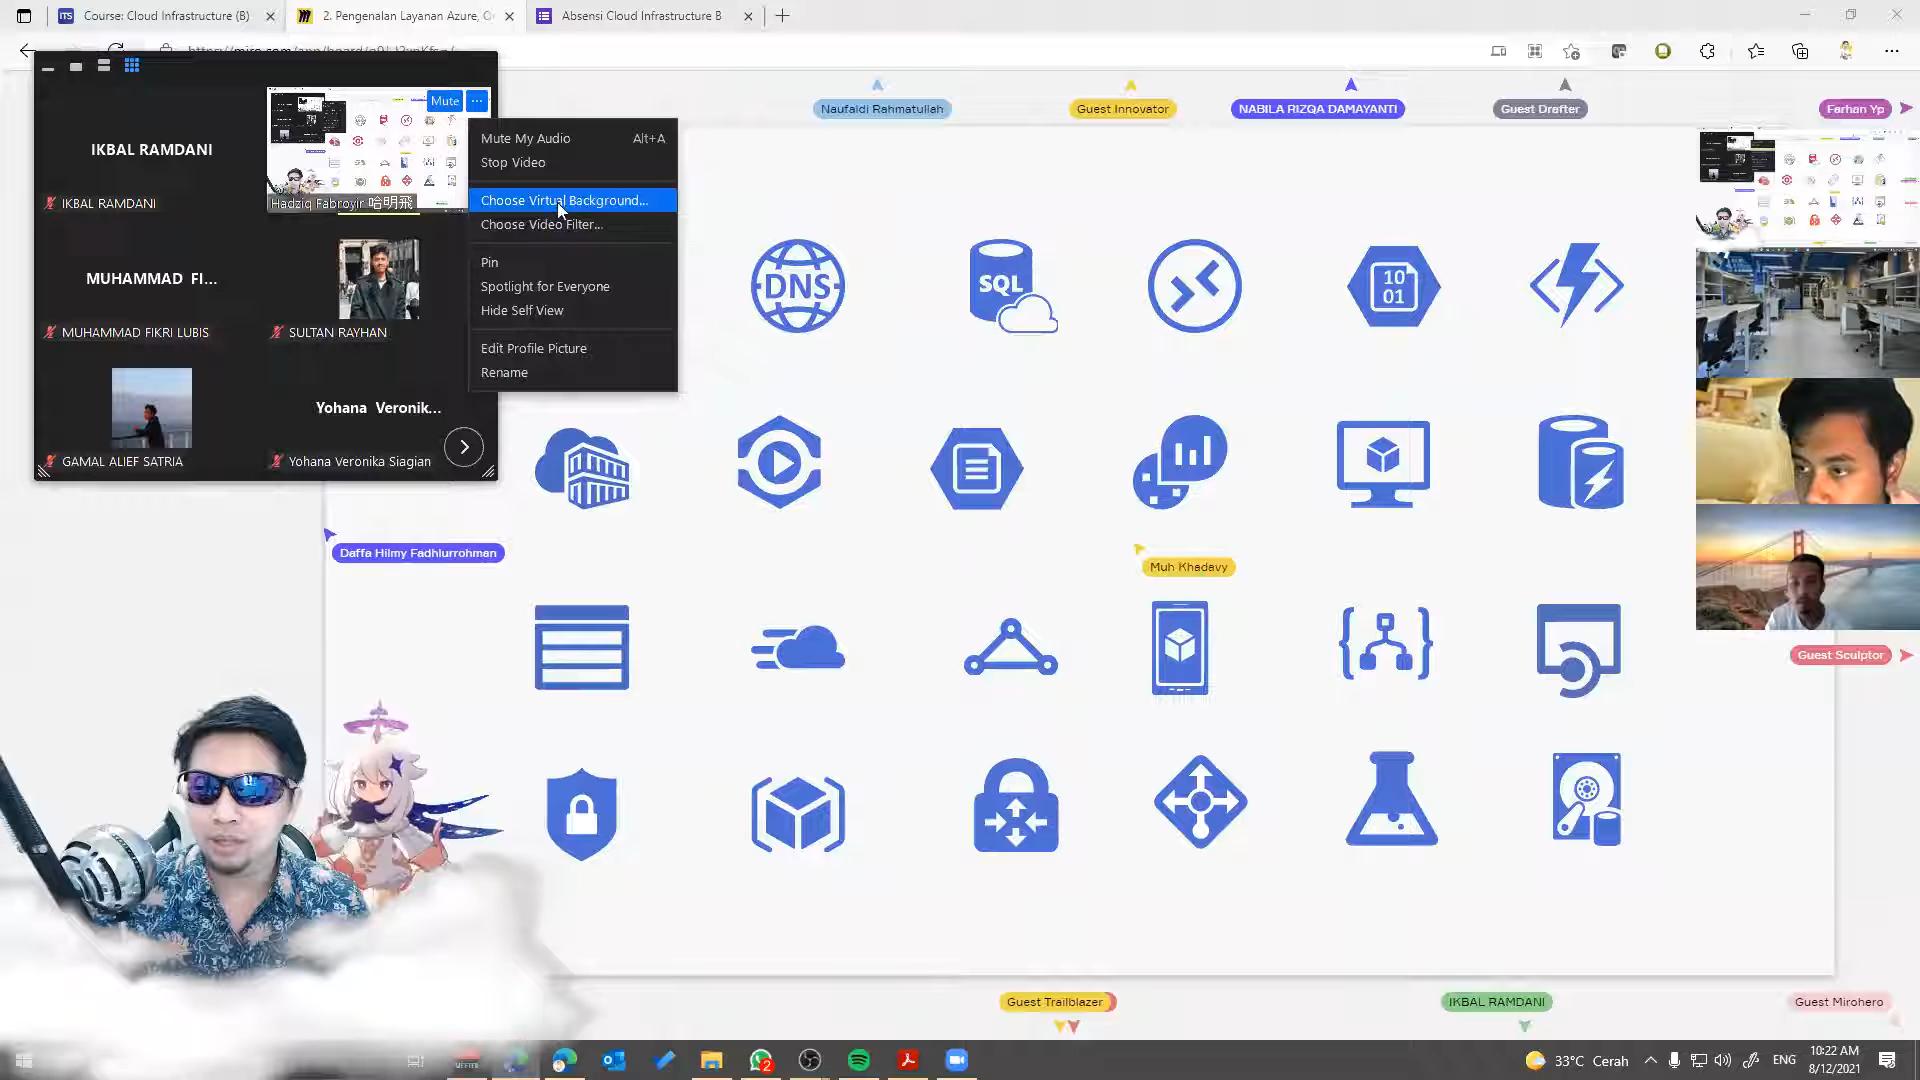 Course: Cloud Infrastructure (B)
2. Pengenalan Layanan Azure, O
Absensi Cloud Infrastructure B
Naufaldi Rahmatullah
Guest Innovator
NABILA RIZQA DAMAYANTI
Guest Drafter
Farhan Yp
IKBAL RAMDANI
IKBAL RAMDANI
Mute
Hadziq Fabroyir 哈明飛
MUHAMMAD FI...
MUHAMMAD FIKRI LUBIS
SULTAN RAYHAN
GAMAL ALIEF SATRIA
Yohana Veronik...
Yohana Veronika Siagian
Mute My Audio Alt+A
Stop Video
Choose Virtual Background...
Choose Video Filter...
Pin
Spotlight for Everyone
Hide Self View
Edit Profile Picture
Rename
DNS
SQL
10
01
Daffa Hilmy Fadhlurrohman
Muh Khadavy
Guest Sculptor
Guest Trailblazer
IKBAL RAMDANI
Guest Mirohero
2
33°C Cerah
ENG
10:22 AM
8/12/2021